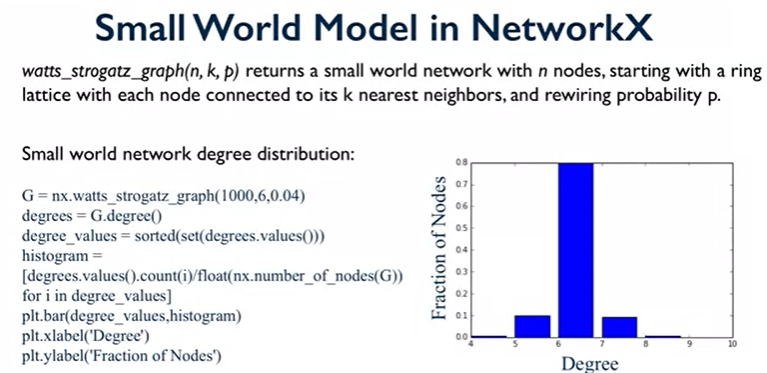 Small World Model in NetworkX
watts_strogatz_graph(n, k, p) returns a small world network with n nodes, starting with a ring
lattice with each node connected to its k nearest neighbors, and rewiring probability p.
Small world network degree distribution:
G = nx.watts_strogatz_graph(1000,6,0.04)
degrees = G.degree()
degree_values = sorted(set(degrees.values()))
histogram =
[degrees.values().count(i)/float(nx.number_of_nodes(G))
for i in degree_values]
plt.bar(degree_values,histogram)
plt.xlabel('Degree')
plt.ylabel('Fraction of Nodes')
Fraction of Nodes
0.8
0.7
0.6
0.5
0.4
0.3
0.2
0.1
0.0
4 5 6 7 8 9 10
Degree